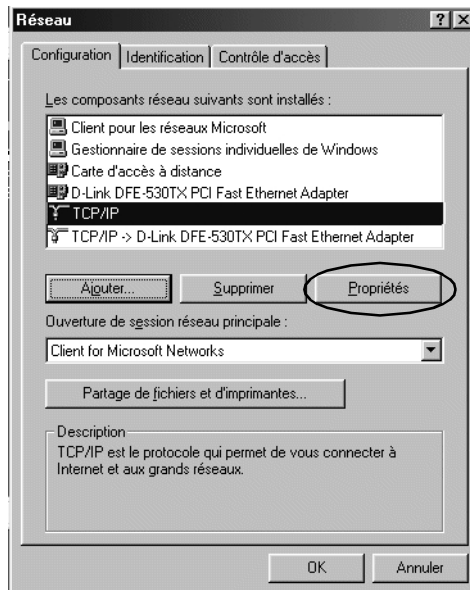 Réseau
Configuration Identification Contrôle d'accès
Les composants réseau suivants sont installés :
Client pour les réseaux Microsoft
Gestionnaire de sessions individuelles de Windows
Carte d'accès à distance
D-Link DFE-530TX PCI Fast Ethernet Adapter
TCP/IP
TCP/IP -> D-Link DFE-530TX PCI Fast Ethernet Adapter
Ajouter... Supprimer Propriétés
Ouverture de session réseau principale :
Client for Microsoft Networks
Partage de fichiers et d'imprimantes...
Description
TCP/IP est le protocole qui permet de vous connecter à
Internet et aux grands réseaux.
OK Annuler